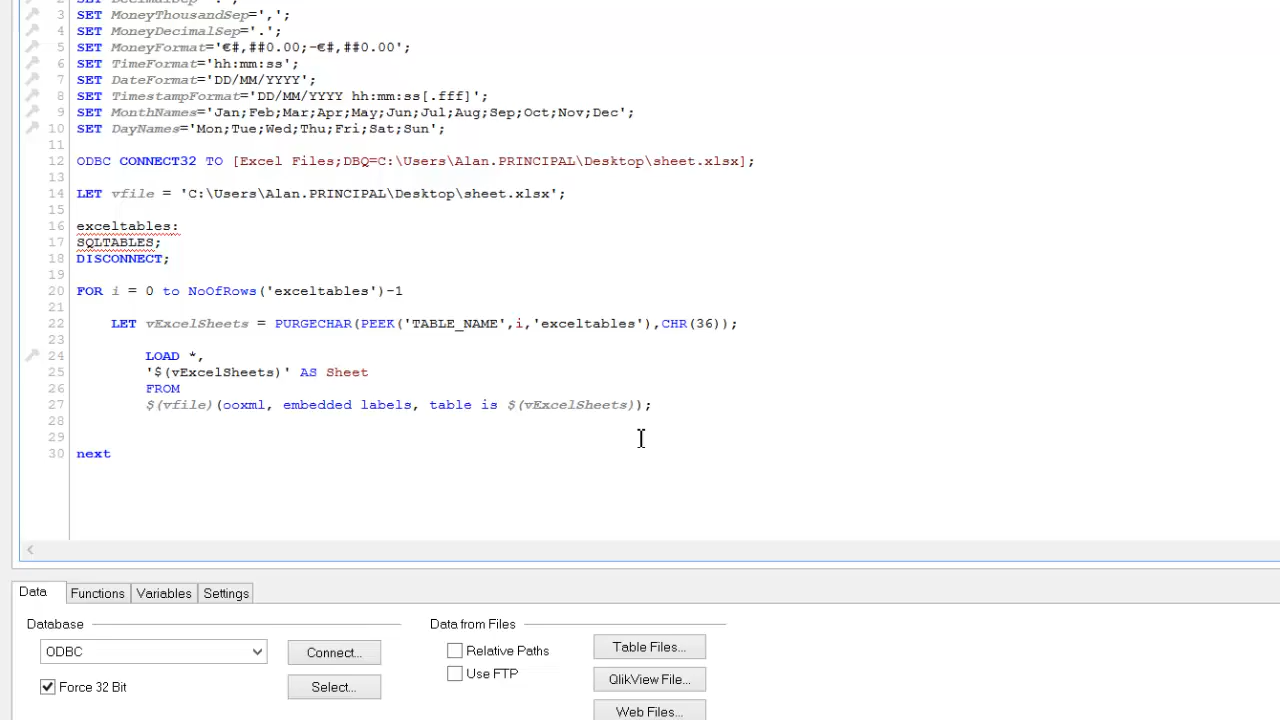 3 SET MoneyThousandSep=',';
4 SET MoneyDecimalSep='.';
5 SET MoneyFormat='€#,##0.00;-€#,##0.00';
6 SET TimeFormat='hh:mm:ss';
7 SET DateFormat='DD/MM/YYYY';
8 SET TimestampFormat='DD/MM/YYYY hh:mm:ss[.fff]';
9 SET MonthNames='Jan;Feb;Mar;Apr;May;Jun;Jul;Aug;Sep;Oct;Nov;Dec';
10 SET DayNames='Mon;Tue;Wed;Thu;Fri;Sat;Sun';
11
12 ODBC CONNECT32 TO [Excel Files;DBQ=C:\Users\Alan.PRINCIPAL\Desktop\sheet.xlsx];
13
14 LET vfile = 'C:\Users\Alan.PRINCIPAL\Desktop\sheet.xlsx';
15
16 exceltables:
17 SQLTABLES;
18 DISCONNECT;
19
20 FOR i = 0 to NoOfRows('exceltables')-1
21
22 LET vExcelSheets = PURGECHAR(PEEK('TABLE_NAME',i,'exceltables'),CHR(36));
23
24 LOAD *,
25 '$(vExcelSheets)' AS Sheet
26 FROM
27 $(vfile)(ooxml, embedded labels, table is $(vExcelSheets));
28
29
30 next
Data Functions Variables Settings
Database
ODBC
Connect...
Force 32 Bit
Select...
Data from Files
Relative Paths
Table Files...
Use FTP
QlikView File...
Web Files...